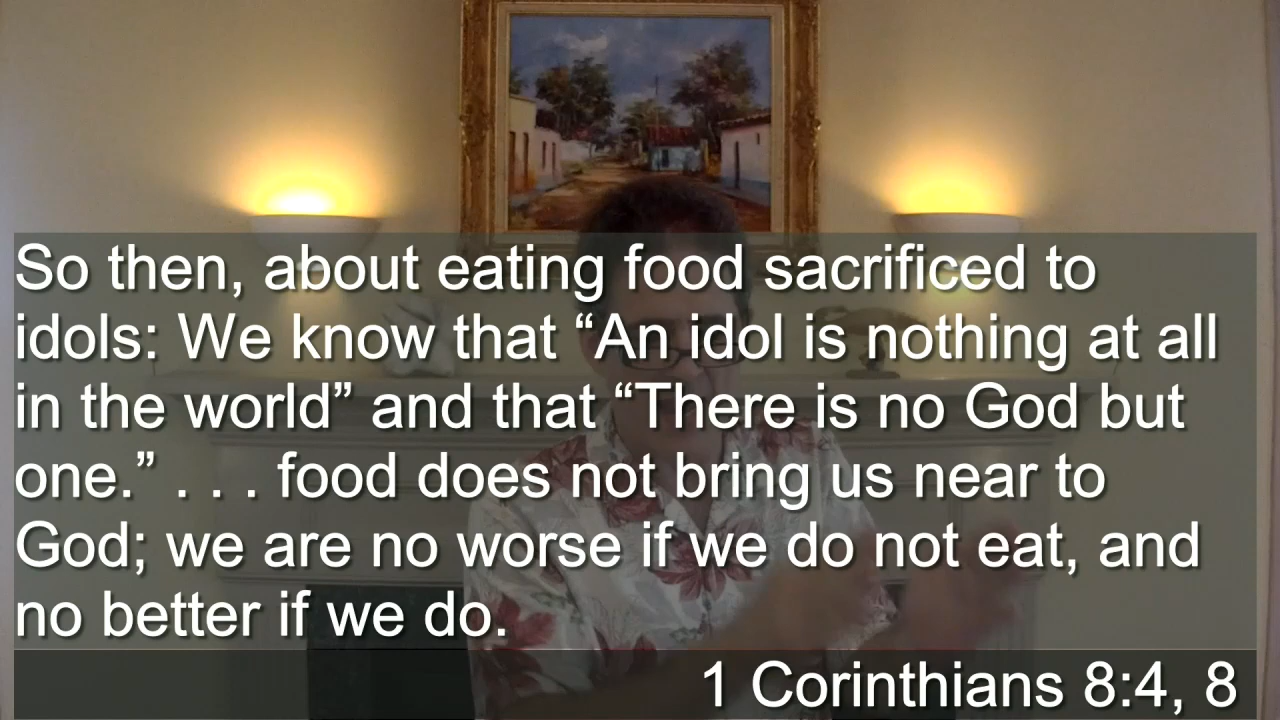 So then, about eating food sacrificed to
idols: We know that “An idol is nothing at all
in the world” and that “There is no God but
one.” . . . food does not bring us near to
God; we are no worse if we do not eat, and
no better if we do.
1 Corinthians 8:4, 8